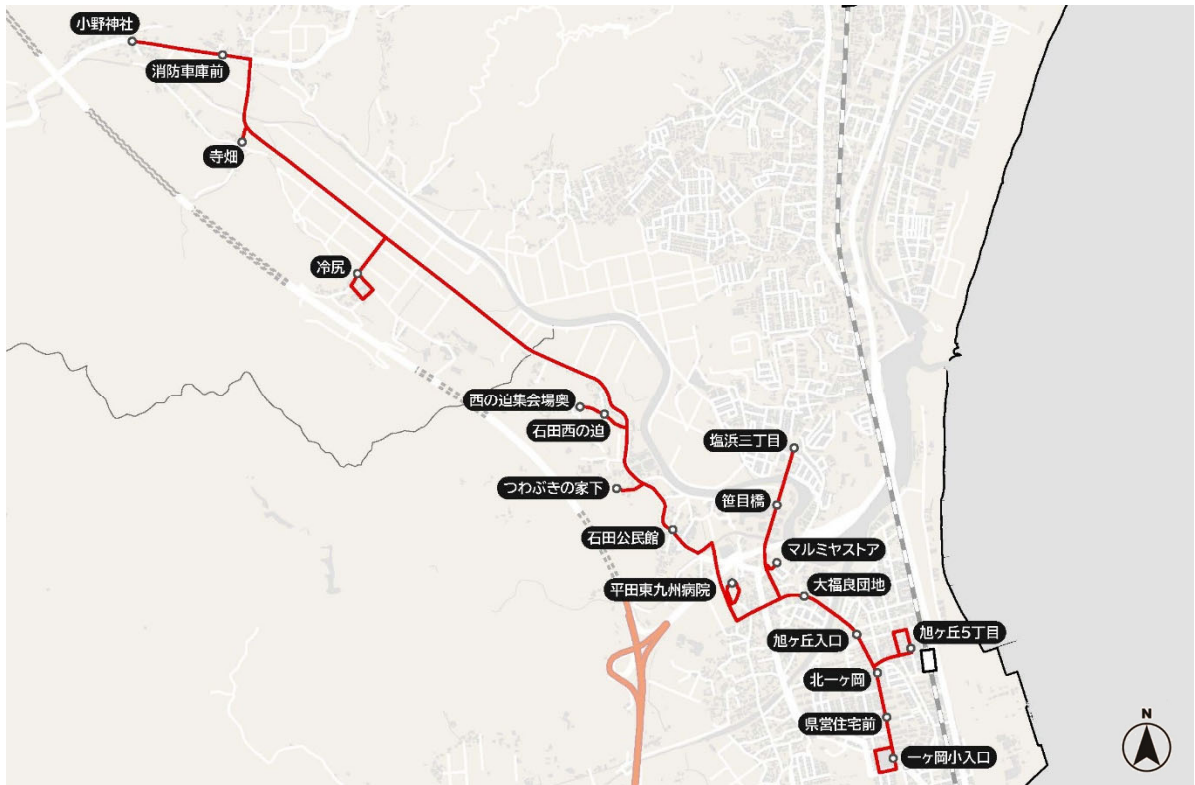 小野神社
消防車庫前
寺畑
冷尻
西の迫集会場奥
石田西の迫
塩浜三丁目
つわぶきの家下
笹目橋
石田公民館
マルミヤストア
平田東九州病院
大福良団地
旭ヶ丘入口
旭ヶ丘5丁目
北一ヶ岡
県営住宅前
一ヶ岡小入口
N